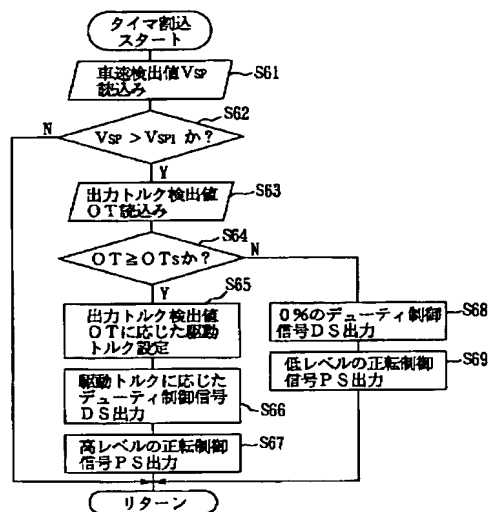 タイマ割込
スタート
車速検出値VSP
読込み
S61
S62
N
VSP>VSP1 か?
Y
S63
出力トルク検出値
OT読込み
S64
N
OT≧OTsか?
Y
S65
出力トルク検出値
OTに応じた駆動
トルク設定
0%のデューティ制御
信号DS出力
S68
駆動トルクに応じた
デューティ制御信号
DS出力
S66
低レベルの正転制御
信号PS出力
S69
高レベルの正転制御
信号PS出力
S67
リターン